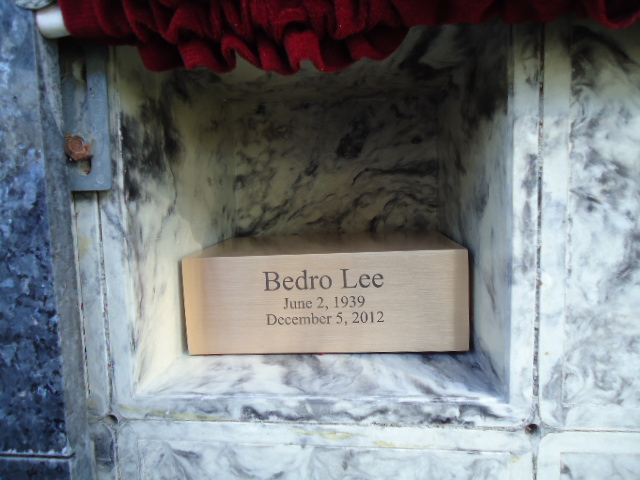 Bedro Lee
June 2, 1939
December 5, 2012